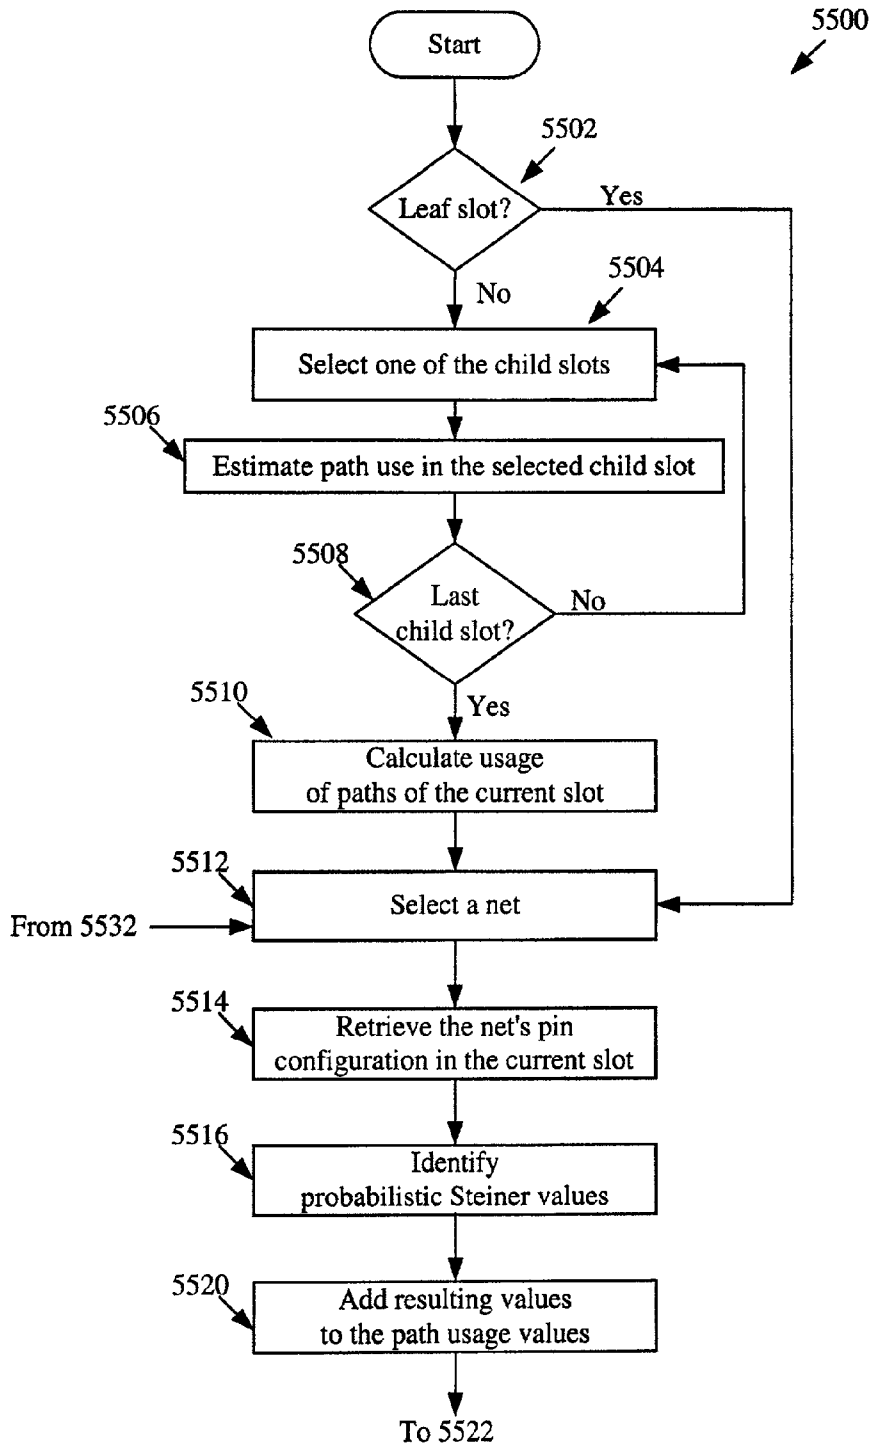 5500
Start
5502
Leaf slot?
Yes
No
5504
Select one of the child slots
5506
Estimate path use in the selected child slot
5508
Last
child slot?
No
Yes
5510
Calculate usage
of paths of the current slot
5512
Select a net
From 5532
5514
Retrieve the net's pin
configuration in the current slot
5516
Identify
probabilistic Steiner values
5520
Add resulting values
to the path usage values
To 5522